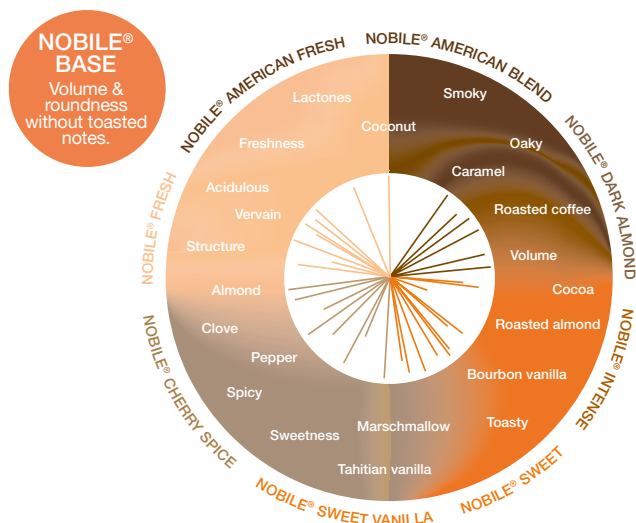 NOBILE®
BASE
Volume &
roundness
without toasted
notes.
NOBILE® AMERICAN FRESH
NOBILE® AMERICAN BLEND
NOBILE® DARK ALMOND
NOBILE® INTENSE
NOBILE® SWEET
NOBILE® SWEET VANILLA
NOBILE® CHERRY SPICE
NOBILE® FRESH
Lactones
Smoky
Coconut
Freshness
Oaky
Caramel
Acidulous
Vervain
Roasted coffee
Structure
Volume
Almond
Cocoa
Clove
Roasted almond
Pepper
Bourbon vanilla
Spicy
Toasty
Sweetness
Marschmallow
Tahitian vanilla